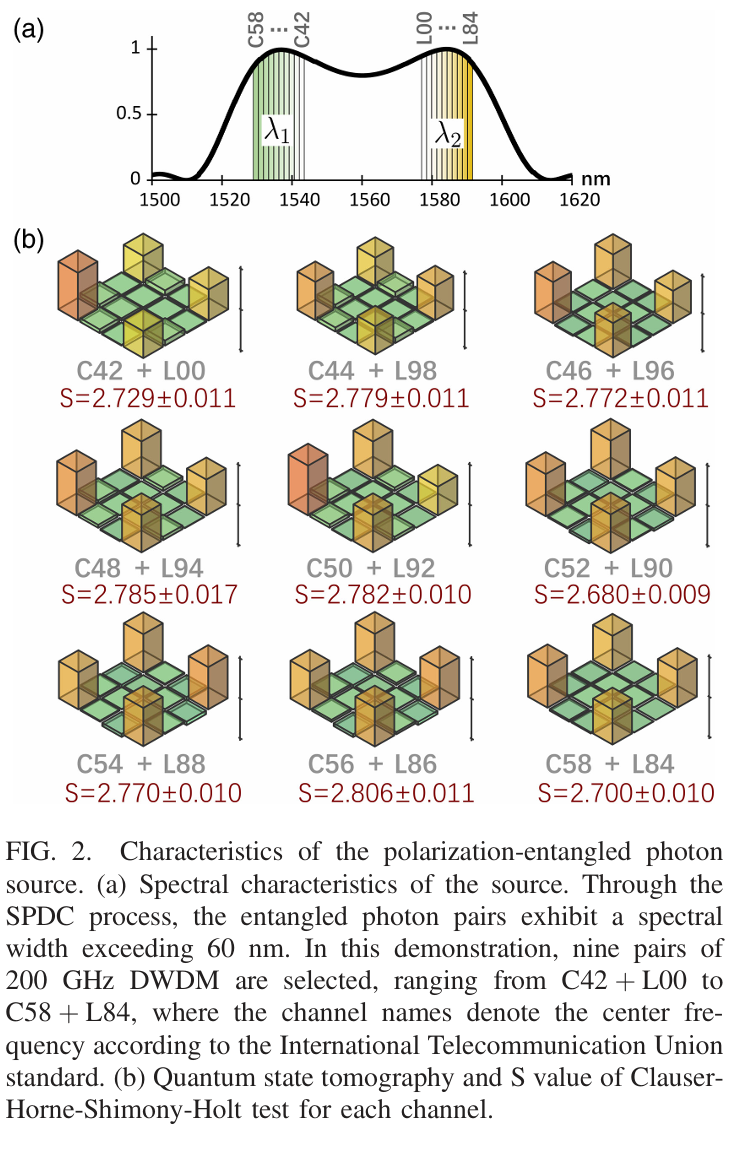 (a)
C58 ... C42 L00 ... L84
1
0.5
0
λ1 λ2
1500 1520 1540 1560 1580 1600 1620 nm
(b)
C42 + L00 C44 + L98 C46 + L96
S=2.729±0.011 S=2.779±0.011 S=2.772±0.011
C48 + L94 C50 + L92 C52 + L90
S=2.785±0.017 S=2.782±0.010 S=2.680±0.009
C54 + L88 C56 + L86 C58 + L84
S=2.770±0.010 S=2.806±0.011 S=2.700±0.010
FIG. 2. Characteristics of the polarization-entangled photon
source. (a) Spectral characteristics of the source. Through the
SPDC process, the entangled photon pairs exhibit a spectral
width exceeding 60 nm. In this demonstration, nine pairs of
200 GHz DWDM are selected, ranging from C42 + L00 to
C58 + L84, where the channel names denote the center fre-
quency according to the International Telecommunication Union
standard. (b) Quantum state tomography and S value of Clauser-
Horne-Shimony-Holt test for each channel.